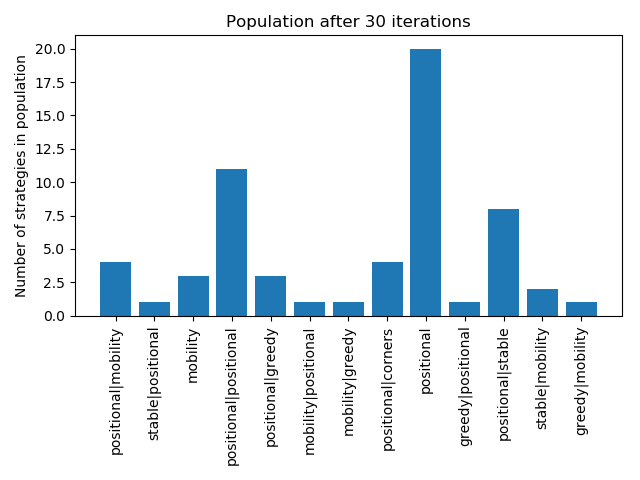 Population after 30 iterations
Number of strategies in population
20.0
17.5
15.0
12.5
10.0
7.5
5.0
2.5
0.0
positional|mobility
stable|positional
mobility
positional|positional
positional|greedy
mobility|positional
mobility|greedy
positional|corners
positional
greedy|positional
positional|stable
stable|mobility
greedy|mobility